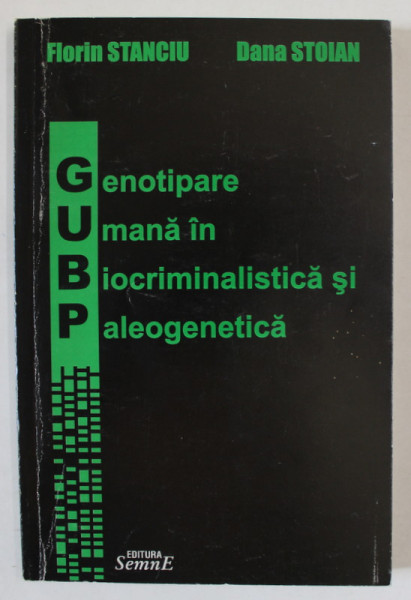 Florin STANCIU Dana STOIAN
Genotipare
Umană în
Biocriminalistică şi
Paleogenetică
EDITURA
SemnE